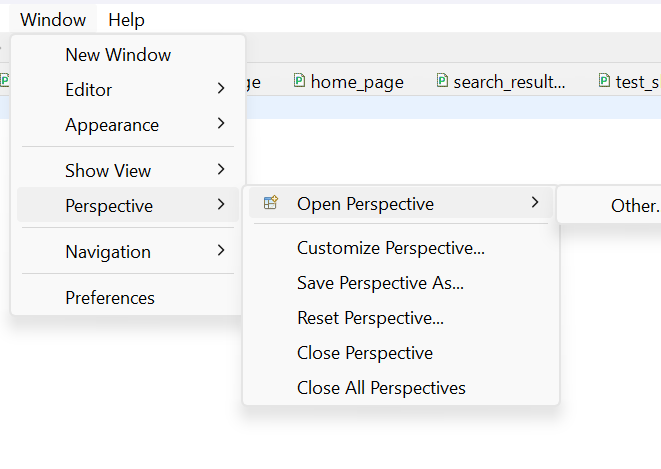 Window Help
New Window
Editor
Appearance
Show View
Perspective
Navigation
Preferences
ge
home_page
search_result...
test_s
Open Perspective
Customize Perspective...
Save Perspective As...
Reset Perspective...
Close Perspective
Close All Perspectives
Other.